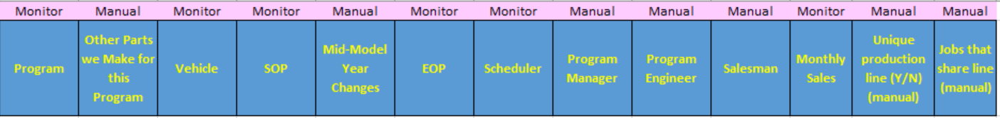 Monitor Manual Monitor Monitor Manual Monitor Monitor Manual Manual Manual Monitor Manual Manual
Program
Other Parts
we Make for
this
Program
Vehicle
SOP
Mid-Model
Year
Changes
EOP
Scheduler
Program
Manager
Program
Engineer
Salesman
Monthly
Sales
Unique
production
line (Y/N)
(manual)
Jobs that
share line
(manual)